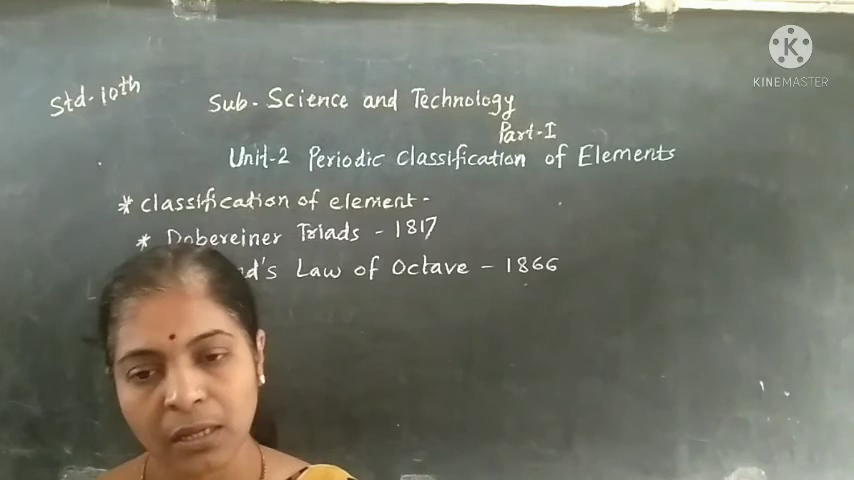 Std-10th
Sub- Science and Technology
Part-I
Unit-2 Periodic Classification of Elements
* Classification of element-
* Dobereiner Triads - 1817
Law of Octave - 1866
K
KINEMASTER